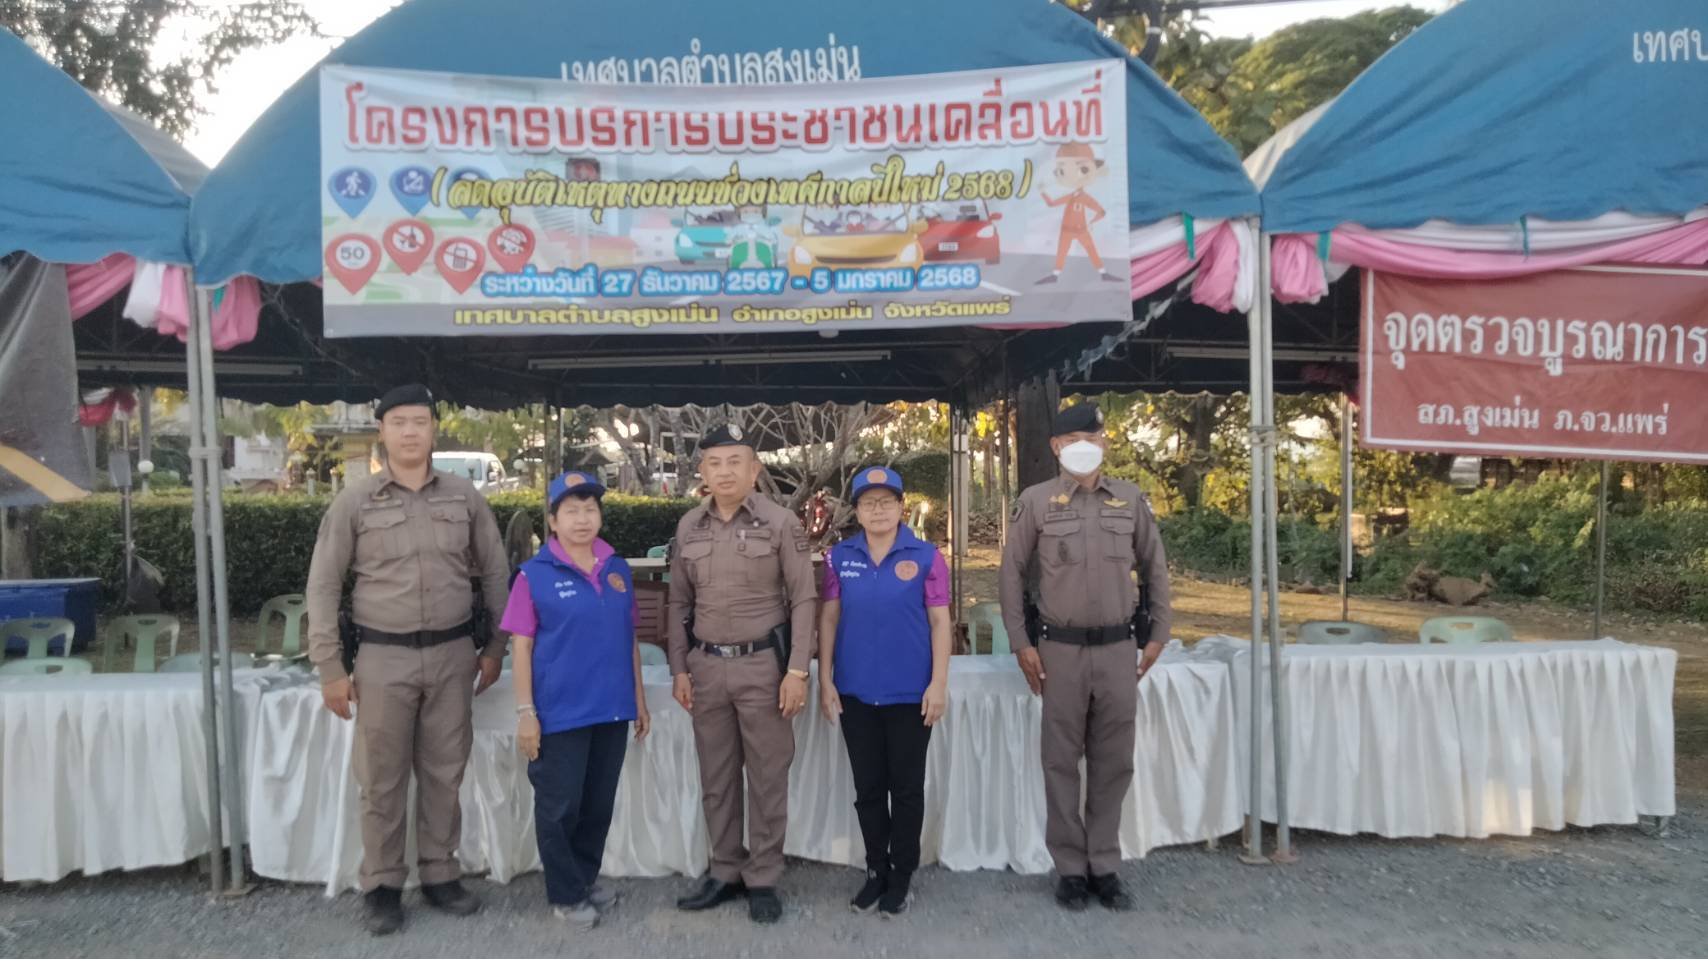 เทศบาลตำบลสูงเม่น
โครงการบริการประชาชนเคลื่อนที่
( ลดอุบัติเหตุทางถนนช่วงเทศกาลปีใหม่ 2568 )
50
ระหว่างวันที่ 27 ธันวาคม 2567 - 5 มกราคม 2568
เทศบาลตำบลสูงเม่น อำเภอสูงเม่น จังหวัดแพร่
จุดตรวจบูรณาการ
สภ.สูงเม่น ภ.จว.แพร่